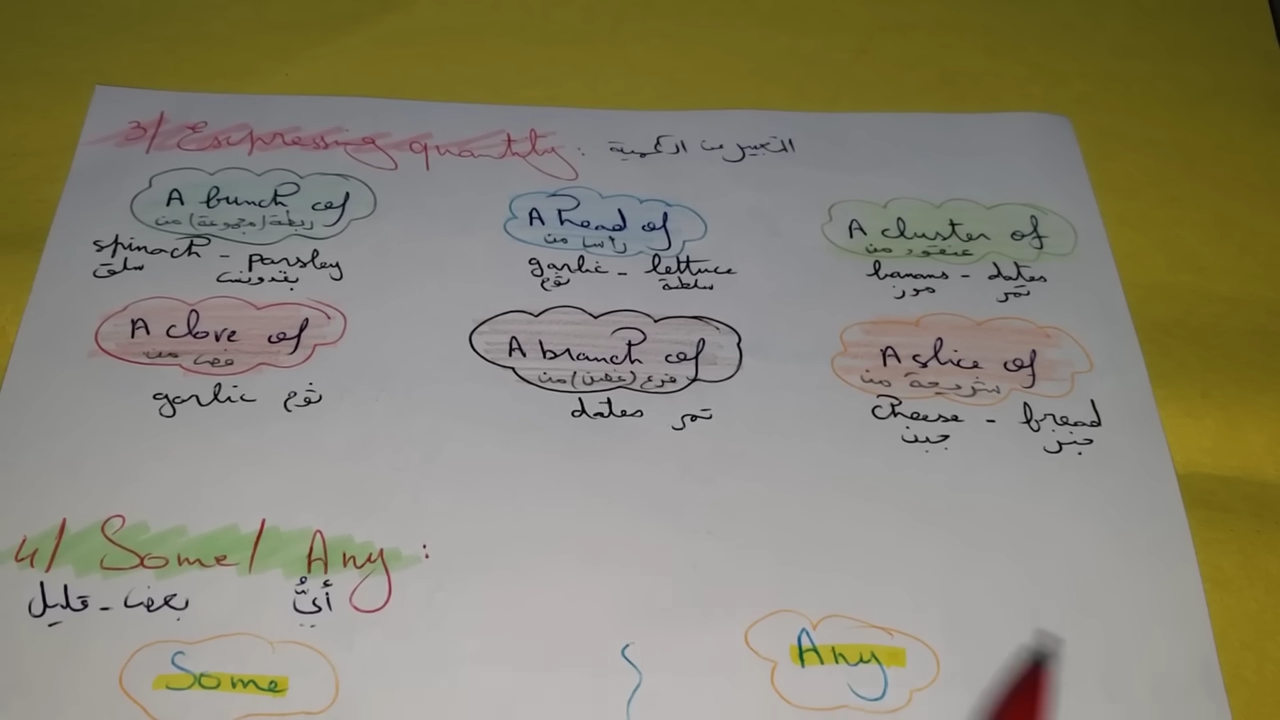 3/ Expressing quantity : التعبير عن الكمية
A bunch of
ربطة (مجموعة) من
spinach - parsley
سلق بقدونس
A head of
رأسا من
garlic - lettuce
ثوم سلطة
A cluster of
عنقود من
banans - dates
موز تمر
A clove of
فص من
garlic ثوم
A branch of
فرع (غصن) من
dates تمر
A slice of
شريحة من
cheese - bread
جبن خبز
4/ Some/ Any :
بعض - قليل أيُّ
Some
Any